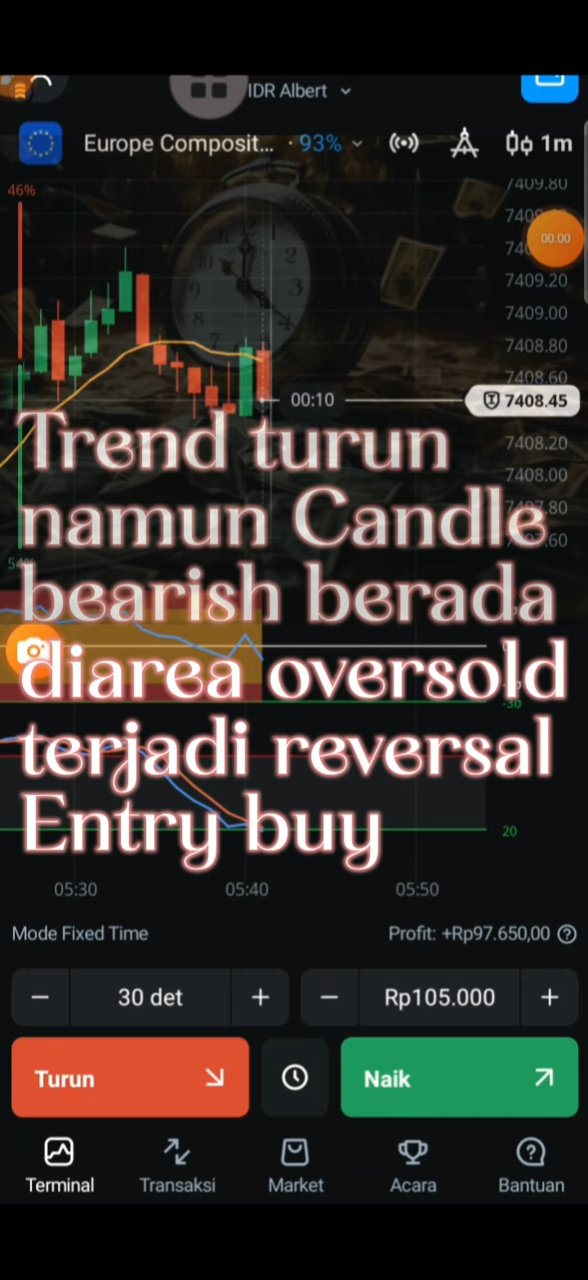 IDR Albert
Europe Composit... · 93%
1m
46%
7409.80
00.00
7409.20
7409.00
7408.80
7408.60
00:10
7408.45
7408.20
7408.00
Trend turun
namun Candle
bearish berada
diarea oversold
terjadi reversal
Entry buy
20
05:30 05:40 05:50
Mode Fixed Time
Profit: +Rp97.650,00
− 30 det +
− Rp105.000 +
Turun
Naik
Terminal
Transaksi
Market
Acara
Bantuan